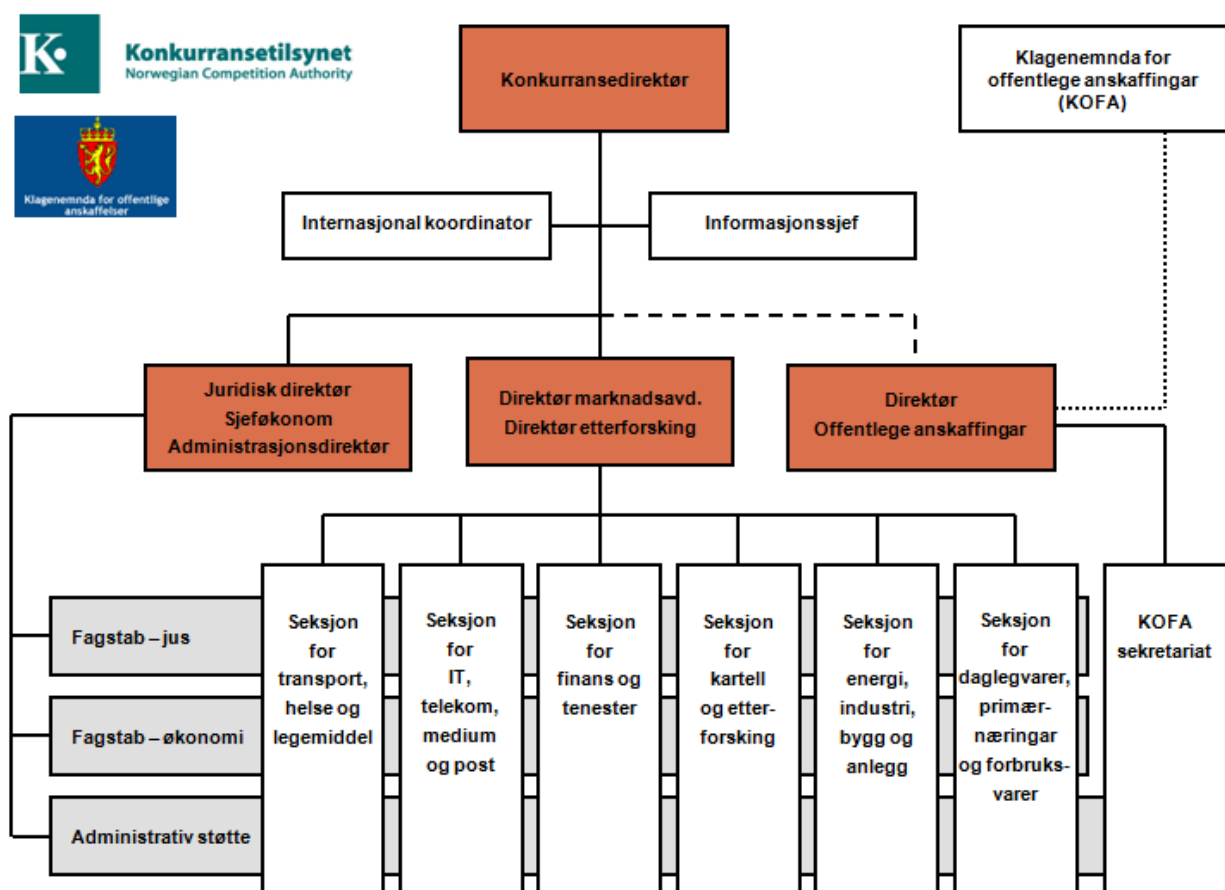 K
Konkurransetilsynet
Norwegian Competition Authority
Klagenemnda for offentlige
anskaffelser
Konkurransedirektør
Klagenemnda for
offentlege anskaffingar
(KOFA)
Internasjonal koordinator
Informasjonssjef
Juridisk direktør
Sjeføkonom
Administrasjonsdirektør
Direktør marknadsavd.
Direktør etterforsking
Direktør
Offentlege anskaffingar
Fagstab – jus
Fagstab – økonomi
Administrativ støtte
Seksjon
for
transport,
helse og
legemiddel
Seksjon
for
IT,
telekom,
medium
og post
Seksjon
for
finans og
tenester
Seksjon
for
kartell
og etter-
forsking
Seksjon
for
energi,
industri,
bygg og
anlegg
Seksjon
for
daglegvarer,
primær-
næringar
og forbruks-
varer
KOFA
sekretariat